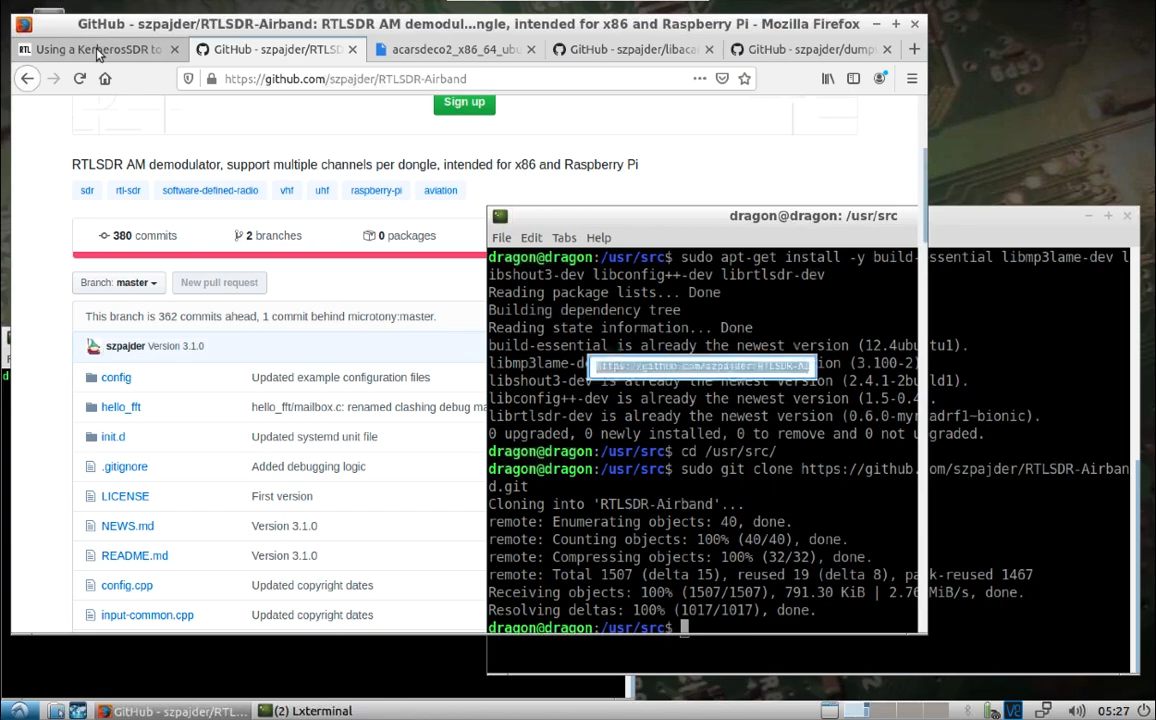 GitHub - szpajder/RTLSDR-Airband: RTLSDR AM demodul...ngle, intended for x86 and Raspberry Pi - Mozilla Firefox
RTL Using a KerberosSDR to
GitHub - szpajder/RTLSD
acarsdeco2_x86_64_ubu
GitHub - szpajder/libaca
GitHub - szpajder/dump
https://github.com/szpajder/RTLSDR-Airband
Sign up
RTLSDR AM demodulator, support multiple channels per dongle, intended for x86 and Raspberry Pi
sdr rtl-sdr software-defined-radio vhf uhf raspberry-pi aviation
380 commits 2 branches 0 packages
Branch: master New pull request
This branch is 362 commits ahead, 1 commit behind microtony:master.
szpajder Version 3.1.0
config Updated example configuration files
hello_fft hello_fft/mailbox.c: renamed clashing debug ma
init.d Updated systemd unit file
.gitignore Added debugging logic
LICENSE First version
NEWS.md Version 3.1.0
README.md Version 3.1.0
config.cpp Updated copyright dates
input-common.cpp Updated copyright dates
dragon@dragon: /usr/src
File Edit Tabs Help
dragon@dragon:/usr/src$ sudo apt-get install -y build-essential libmp3lame-dev l
ibshout3-dev libconfig++-dev librtlsdr-dev
Reading package lists... Done
Building dependency tree
Reading state information... Done
build-essential is already the newest version (12.4ubuntu1).
libmp3lame-de ion (3.100-2)
libshout3-dev is already the newest version (2.4.1-2build1).
libconfig++-dev is already the newest version (1.5-0.4
librtlsdr-dev is already the newest version (0.6.0-myriadrf1~bionic).
0 upgraded, 0 newly installed, 0 to remove and 0 not upgraded.
dragon@dragon:/usr/src$ cd /usr/src/
dragon@dragon:/usr/src$ sudo git clone https://github.com/szpajder/RTLSDR-Airban
d.git
Cloning into 'RTLSDR-Airband'...
remote: Enumerating objects: 40, done.
remote: Counting objects: 100% (40/40), done.
remote: Compressing objects: 100% (32/32), done.
remote: Total 1507 (delta 15), reused 19 (delta 8), pack-reused 1467
Receiving objects: 100% (1507/1507), 791.30 KiB | 2.76 MiB/s, done.
Resolving deltas: 100% (1017/1017), done.
dragon@dragon:/usr/src$
GitHub - szpajder/RTL... (2) Lxterminal 05:27